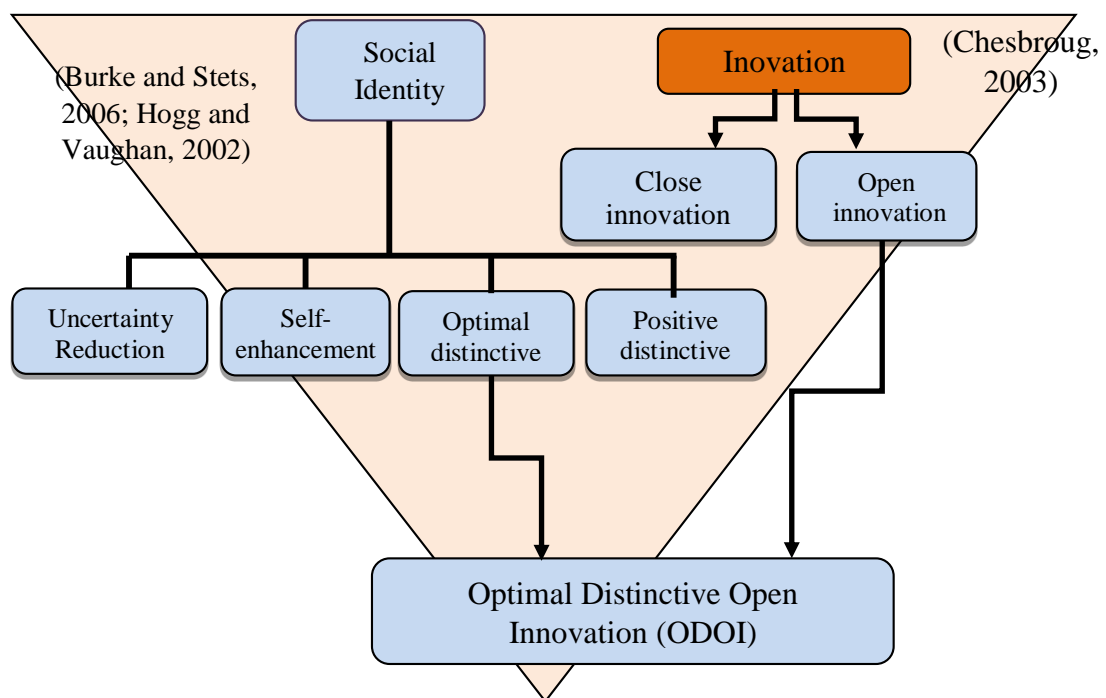 (Burke and Stets,
2006; Hogg and
Vaughan, 2002)
Social
Identity
Inovation
(Chesbroug,
2003)
Close
innovation
Open
innovation
Uncertainty
Reduction
Self-
enhancement
Optimal
distinctive
Positive
distinctive
Optimal Distinctive Open
Innovation (ODOI)